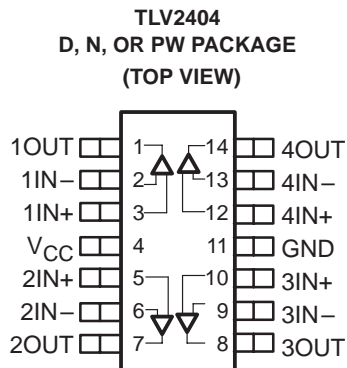 TLV2404
D, N, OR PW PACKAGE
(TOP VIEW)
1OUT 1 14 4OUT
1IN− 2 13 4IN−
1IN+ 3 12 4IN+
VCC 4 11 GND
2IN+ 5 10 3IN+
2IN− 6 9 3IN−
2OUT 7 8 3OUT